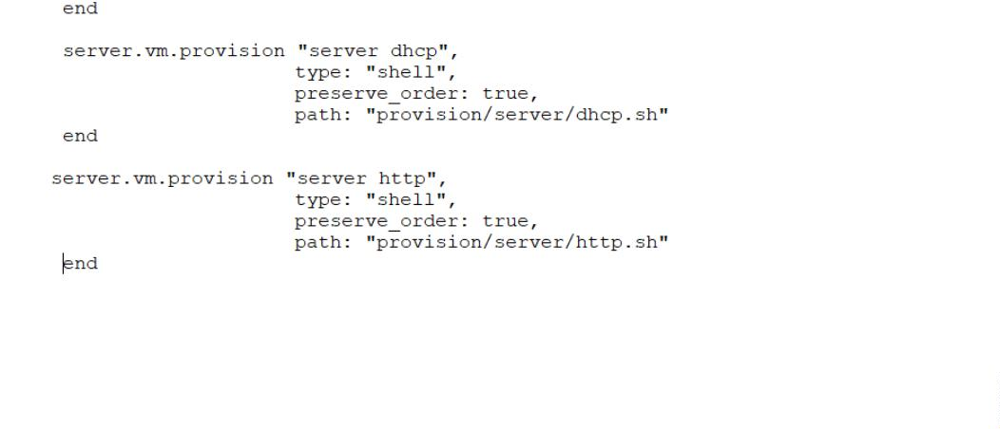 end
server.vm.provision "server dhcp",
type: "shell",
preserve_order: true,
path: "provision/server/dhcp.sh"
end
server.vm.provision "server http",
type: "shell",
preserve_order: true,
path: "provision/server/http.sh"
end